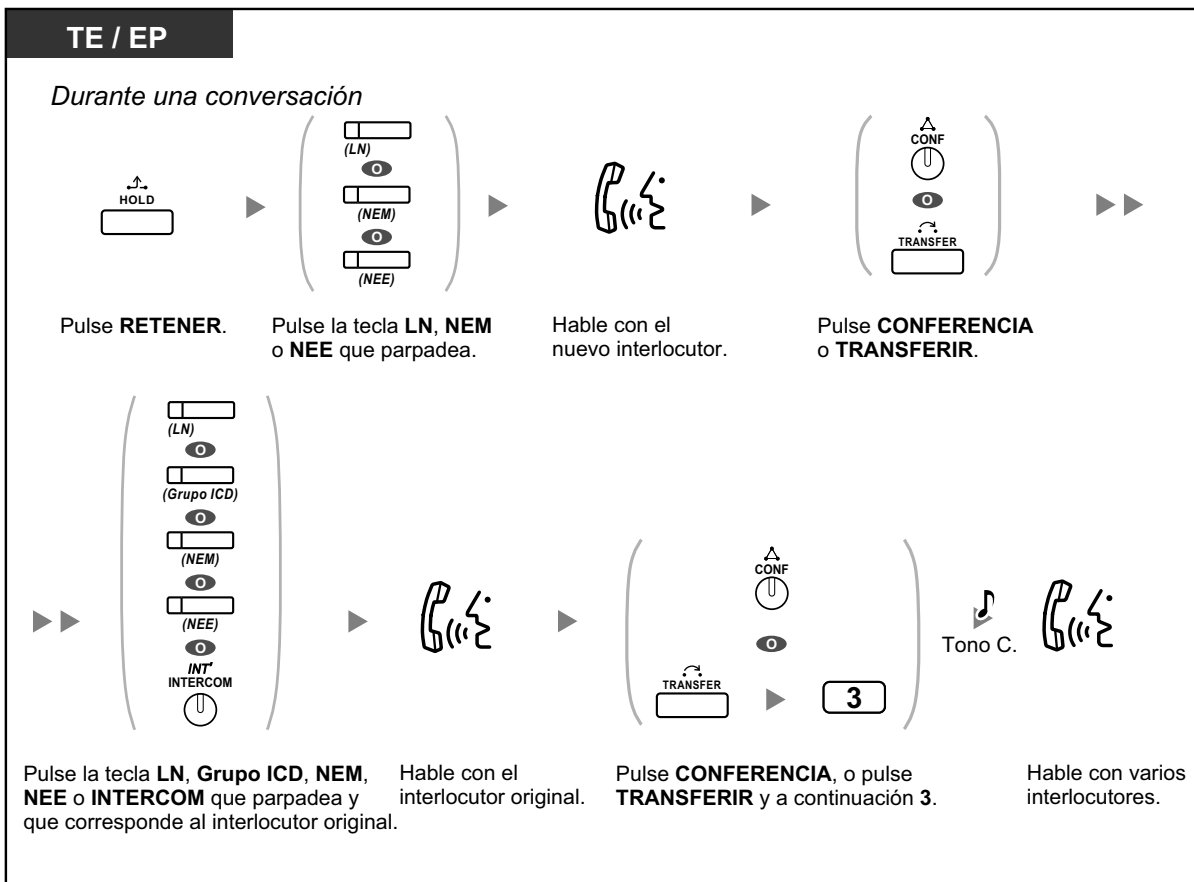 TE / EP
Durante una conversación
HOLD
(LN)
O
(NEM)
O
(NEE)
CONF
O
TRANSFER
Pulse RETENER.
Pulse la tecla LN, NEM
o NEE que parpadea.
Hable con el
nuevo interlocutor.
Pulse CONFERENCIA
o TRANSFERIR.
(LN)
O
(Grupo ICD)
O
(NEM)
O
(NEE)
O
INT'
INTERCOM
CONF
O
TRANSFER
3
Tono C.
Pulse la tecla LN, Grupo ICD, NEM,
NEE o INTERCOM que parpadea y
que corresponde al interlocutor original.
Hable con el
interlocutor original.
Pulse CONFERENCIA, o pulse
TRANSFERIR y a continuación 3.
Hable con varios
interlocutores.